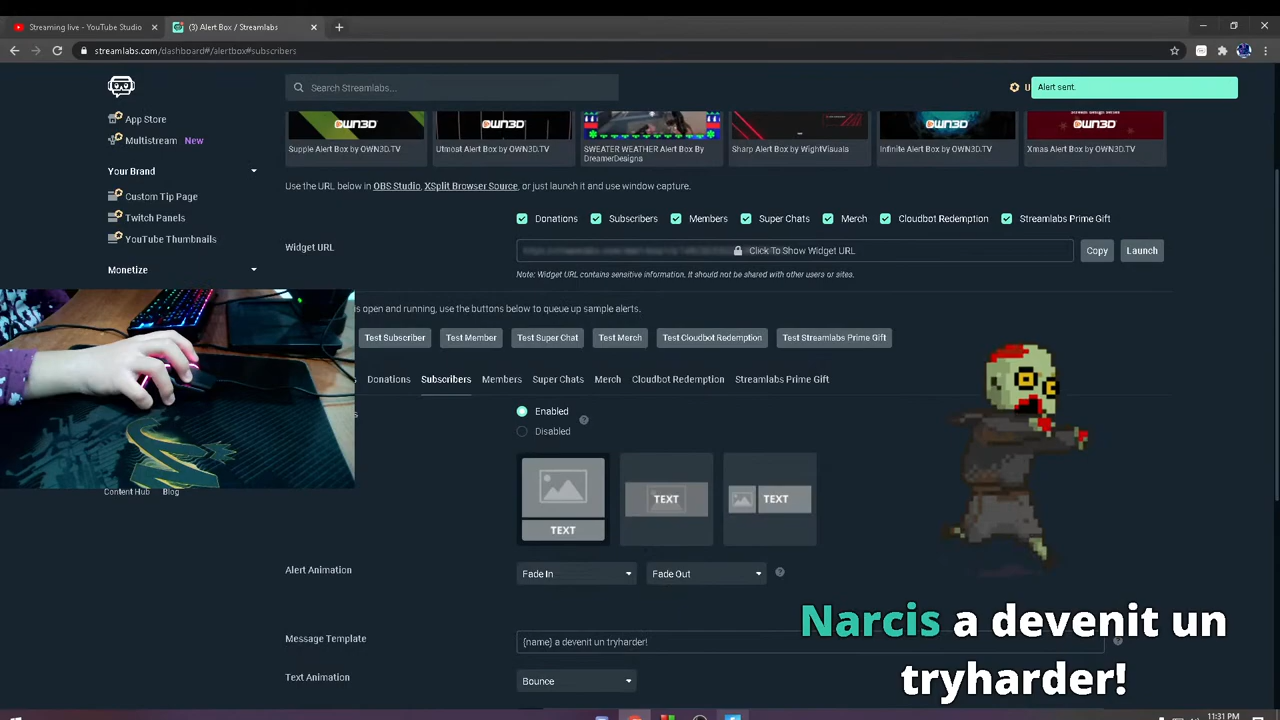 Streaming live - YouTube Studio
(3) Alert Box / Streamlabs
streamlabs.com/dashboard#/alertbox#subscribers
Search Streamlabs...
U
Alert sent.
App Store
Multistream New
Your Brand
Custom Tip Page
Twitch Panels
YouTube Thumbnails
Monetize
OWN3D
OWN3D
OWN3D
OWN3D
Supple Alert Box by OWN3D.TV
Utmost Alert Box by OWN3D.TV
SWEATER WEATHER Alert Box By DreamerDesigns
Sharp Alert Box by WightVisuals
Infinite Alert Box by OWN3D.TV
Xmas Alert Box by OWN3D.TV
Use the URL below in OBS Studio, XSplit Browser Source, or just launch it and use window capture.
Donations Subscribers Members Super Chats Merch Cloudbot Redemption Streamlabs Prime Gift
Widget URL
Click To Show Widget URL
Copy
Launch
Note: Widget URL contains sensitive information. It should not be shared with other users or sites.
is open and running, use the buttons below to queue up sample alerts.
Test Subscriber Test Member Test Super Chat Test Merch Test Cloudbot Redemption Test Streamlabs Prime Gift
Donations Subscribers Members Super Chats Merch Cloudbot Redemption Streamlabs Prime Gift
Enabled
Disabled
TEXT
TEXT
TEXT
Content Hub Blog
Alert Animation
Fade In
Fade Out
Message Template
{name} a devenit un tryharder!
Text Animation
Bounce
Narcis a devenit un
tryharder!
11:31 PM